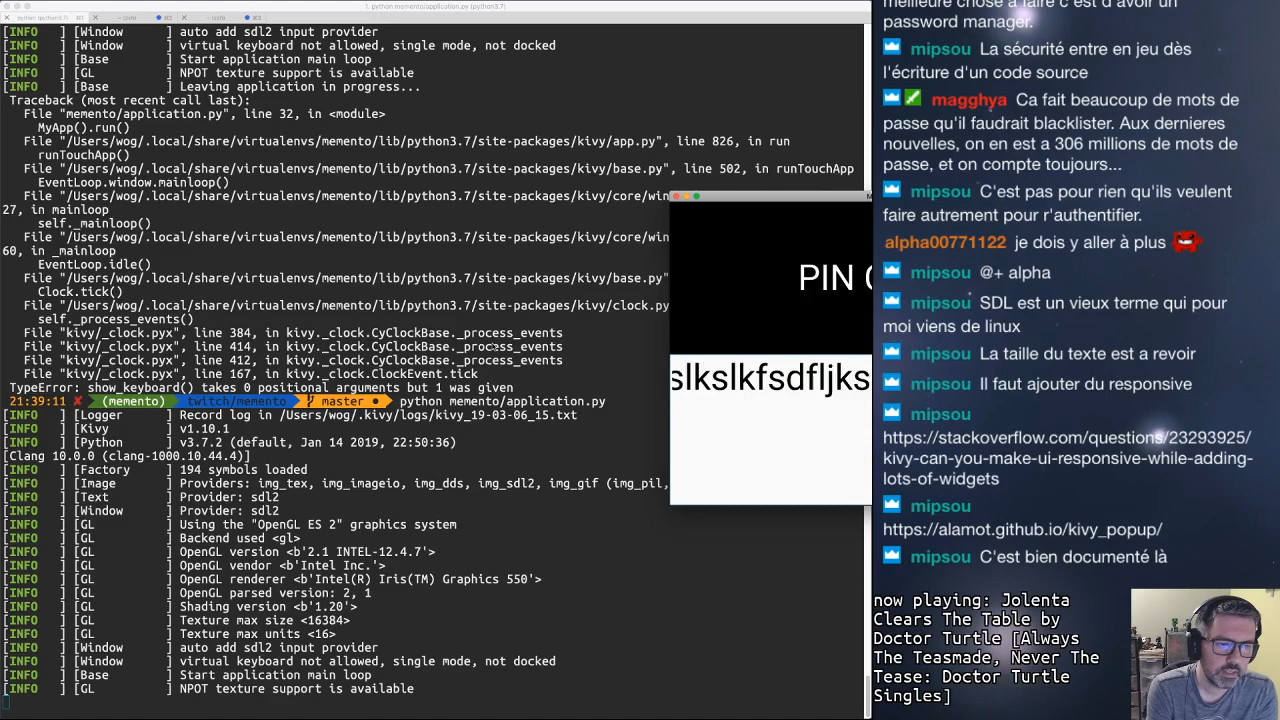 1. python memento/application.py (python3.7)
[INFO   ] [Window      ] auto add sdl2 input provider
[INFO   ] [Window      ] virtual keyboard not allowed, single mode, not docked
[INFO   ] [Base        ] Start application main loop
[INFO   ] [GL          ] NPOT texture support is available
[INFO   ] [Base        ] Leaving application in progress...
Traceback (most recent call last):
File "memento/application.py", line 32, in <module>
MyApp().run()
File "/Users/wog/.local/share/virtualenvs/memento/lib/python3.7/site-packages/kivy/app.py", line 826, in run
runTouchApp()
File "/Users/wog/.local/share/virtualenvs/memento/lib/python3.7/site-packages/kivy/base.py", line 502, in runTouchApp
EventLoop.window.mainloop()
File "/Users/wog/.local/share/virtualenvs/memento/lib/python3.7/site-packages/kivy/core/win
27, in mainloop
self._mainloop()
File "/Users/wog/.local/share/virtualenvs/memento/lib/python3.7/site-packages/kivy/core/win
60, in _mainloop
EventLoop.idle()
File "/Users/wog/.local/share/virtualenvs/memento/lib/python3.7/site-packages/kivy/base.py"
Clock.tick()
File "/Users/wog/.local/share/virtualenvs/memento/lib/python3.7/site-packages/kivy/clock.py
self._process_events()
File "kivy/_clock.pyx", line 384, in kivy._clock.CyClockBase._process_events
File "kivy/_clock.pyx", line 414, in kivy._clock.CyClockBase._process_events
File "kivy/_clock.pyx", line 412, in kivy._clock.CyClockBase._process_events
File "kivy/_clock.pyx", line 167, in kivy._clock.ClockEvent.tick
TypeError: show_keyboard() takes 0 positional arguments but 1 was given
21:39:11 ✘ (memento) twitch/memento master ● python memento/application.py
[INFO   ] [Logger      ] Record log in /Users/wog/.kivy/logs/kivy_19-03-06_15.txt
[INFO   ] [Kivy        ] v1.10.1
[INFO   ] [Python      ] v3.7.2 (default, Jan 14 2019, 22:50:36)
[Clang 10.0.0 (clang-1000.10.44.4)]
[INFO   ] [Factory     ] 194 symbols loaded
[INFO   ] [Image       ] Providers: img_tex, img_imageio, img_dds, img_sdl2, img_gif (img_pil,
[INFO   ] [Text        ] Provider: sdl2
[INFO   ] [Window      ] Provider: sdl2
[INFO   ] [GL          ] Using the "OpenGL ES 2" graphics system
[INFO   ] [GL          ] Backend used <gl>
[INFO   ] [GL          ] OpenGL version <b'2.1 INTEL-12.4.7'>
[INFO   ] [GL          ] OpenGL vendor <b'Intel Inc.'>
[INFO   ] [GL          ] OpenGL renderer <b'Intel(R) Iris(TM) Graphics 550'>
[INFO   ] [GL          ] OpenGL parsed version: 2, 1
[INFO   ] [GL          ] Shading version <b'1.20'>
[INFO   ] [GL          ] Texture max size <16384>
[INFO   ] [GL          ] Texture max units <16>
[INFO   ] [Window      ] auto add sdl2 input provider
[INFO   ] [Window      ] virtual keyboard not allowed, single mode, not docked
[INFO   ] [Base        ] Start application main loop
[INFO   ] [GL          ] NPOT texture support is available
PIN
slkslkfsdfljks
meilleure chose à faire c'est d'avoir un
password manager.
mipsou La sécurité entre en jeu dès
l'écriture d'un code source
magghya Ca fait beaucoup de mots de
passe qu'il faudrait blacklister. Aux dernieres
nouvelles, on en est a 306 millions de mots de
passe, et on compte toujours...
mipsou C'est pas pour rien qu'ils veulent
faire autrement pour r'authentifier.
alpha00771122 je dois y aller à plus
mipsou @+ alpha
mipsou SDL est un vieux terme qui pour
moi viens de linux
mipsou La taille du texte est a revoir
mipsou Il faut ajouter du responsive
mipsou
https://stackoverflow.com/questions/23293925/
kivy-can-you-make-ui-responsive-while-adding-
lots-of-widgets
mipsou
https://alamot.github.io/kivy_popup/
mipsou C'est bien documenté là
now playing: Jolenta
Clears The Table by
Doctor Turtle [Always
The Teasmade, Never The
Tease: Doctor Turtle
Singles]